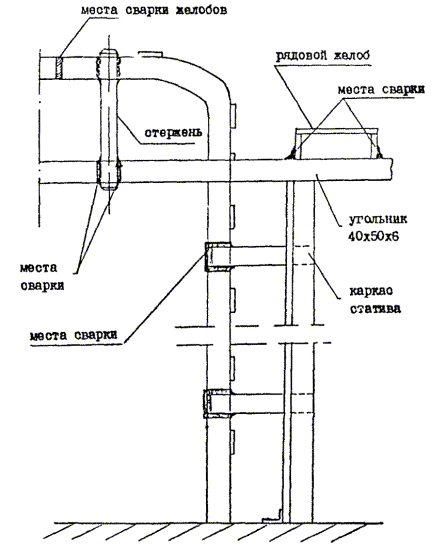 места сварки желобов
рядовой желоб
места сварки
стержень
угольник
40х50х6
места
сварки
каркас
статива
места сварки